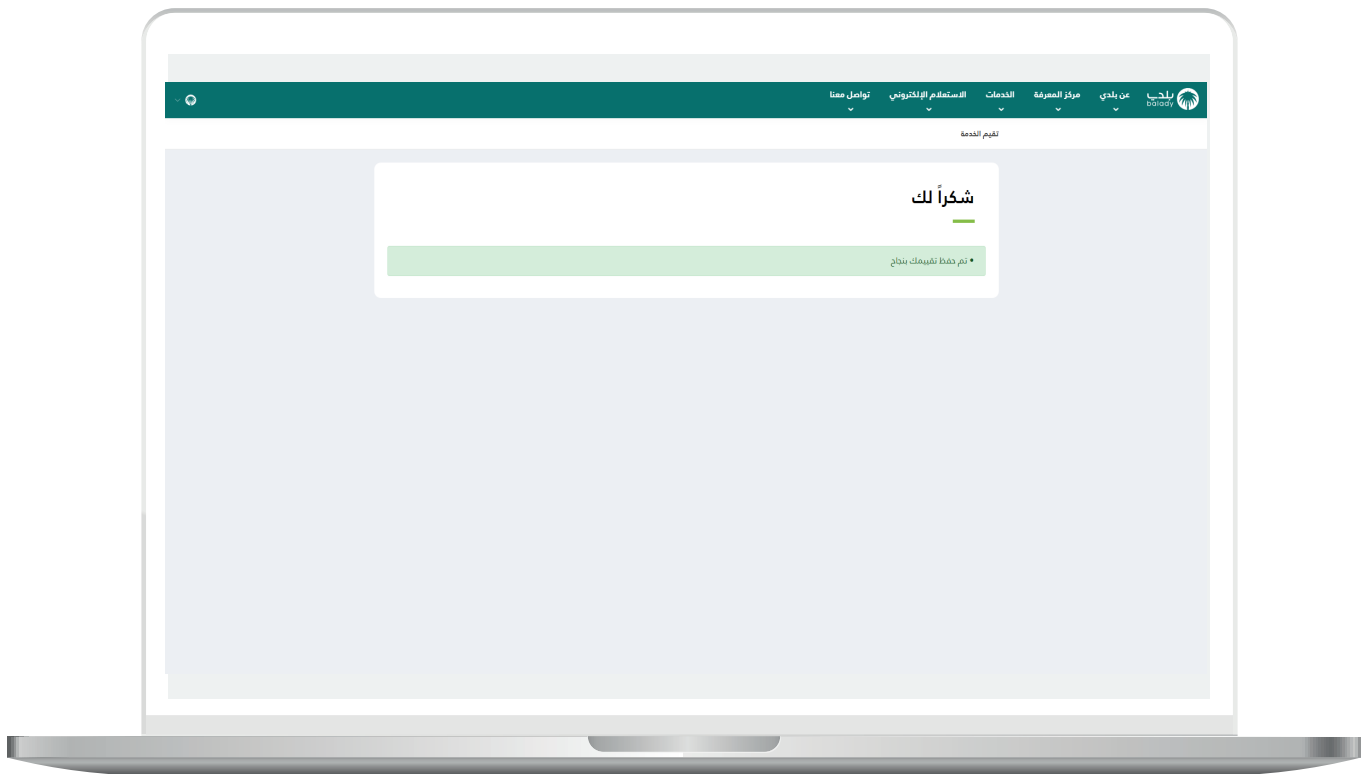 بلدي
balady
عن بلدي
مركز المعرفة
الخدمات
الاستعلام الإلكتروني
تواصل معنا
تقيم الخدمة
شكراً لك
• تم حفظ تقييمك بنجاح